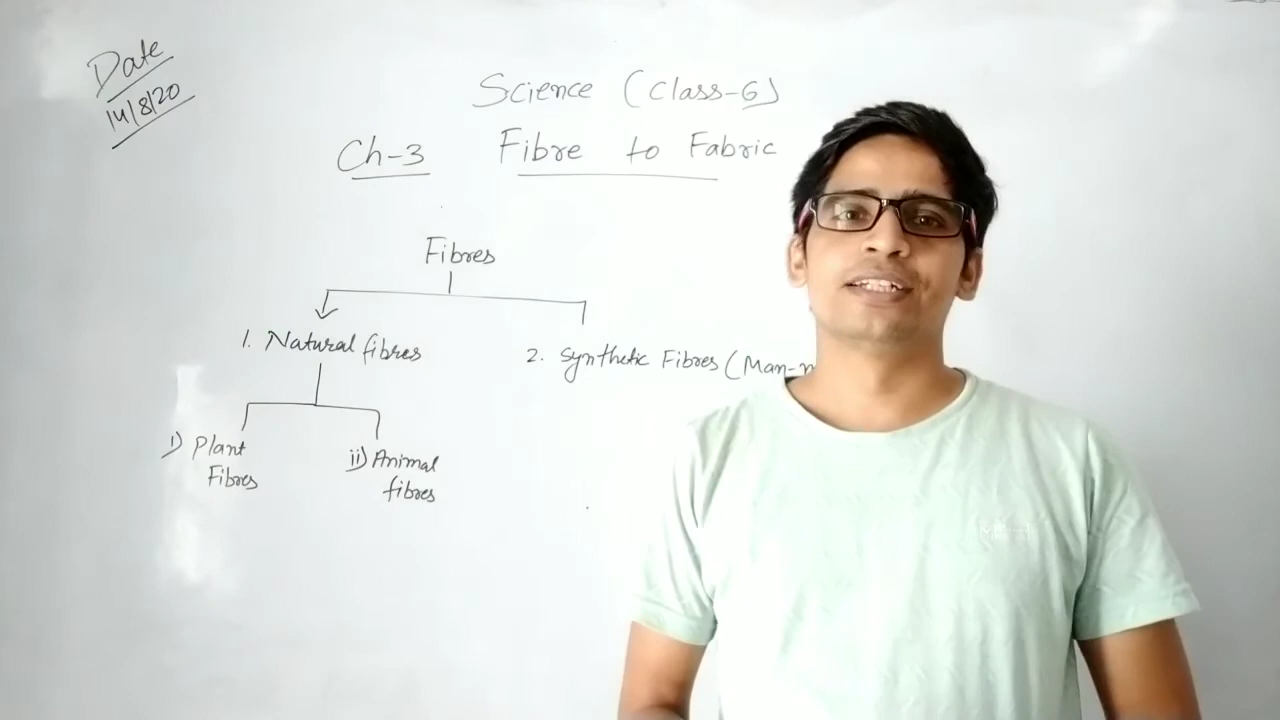 Date
14/8/20
Science (Class-6)
Ch-3 Fibre to Fabric
Fibres
1. Natural fibres
2. Synthetic Fibres (Man-
i) Plant
Fibres
ii) Animal
fibres